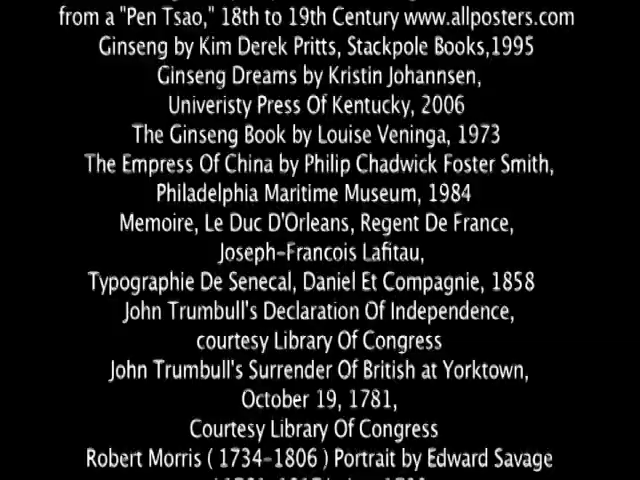 from a "Pen Tsao," 18th to 19th Century www.allposters.com
Ginseng by Kim Derek Pritts, Stackpole Books,1995
Ginseng Dreams by Kristin Johannsen,
Univeristy Press Of Kentucky, 2006
The Ginseng Book by Louise Veninga, 1973
The Empress Of China by Philip Chadwick Foster Smith,
Philadelphia Maritime Museum, 1984
Memoire, Le Duc D'Orleans, Regent De France,
Joseph-Francois Lafitau,
Typographie De Senecal, Daniel Et Compagnie, 1858
John Trumbull's Declaration Of Independence,
courtesy Library Of Congress
John Trumbull's Surrender Of British at Yorktown,
October 19, 1781,
Courtesy Library Of Congress
Robert Morris ( 1734-1806 ) Portrait by Edward Savage